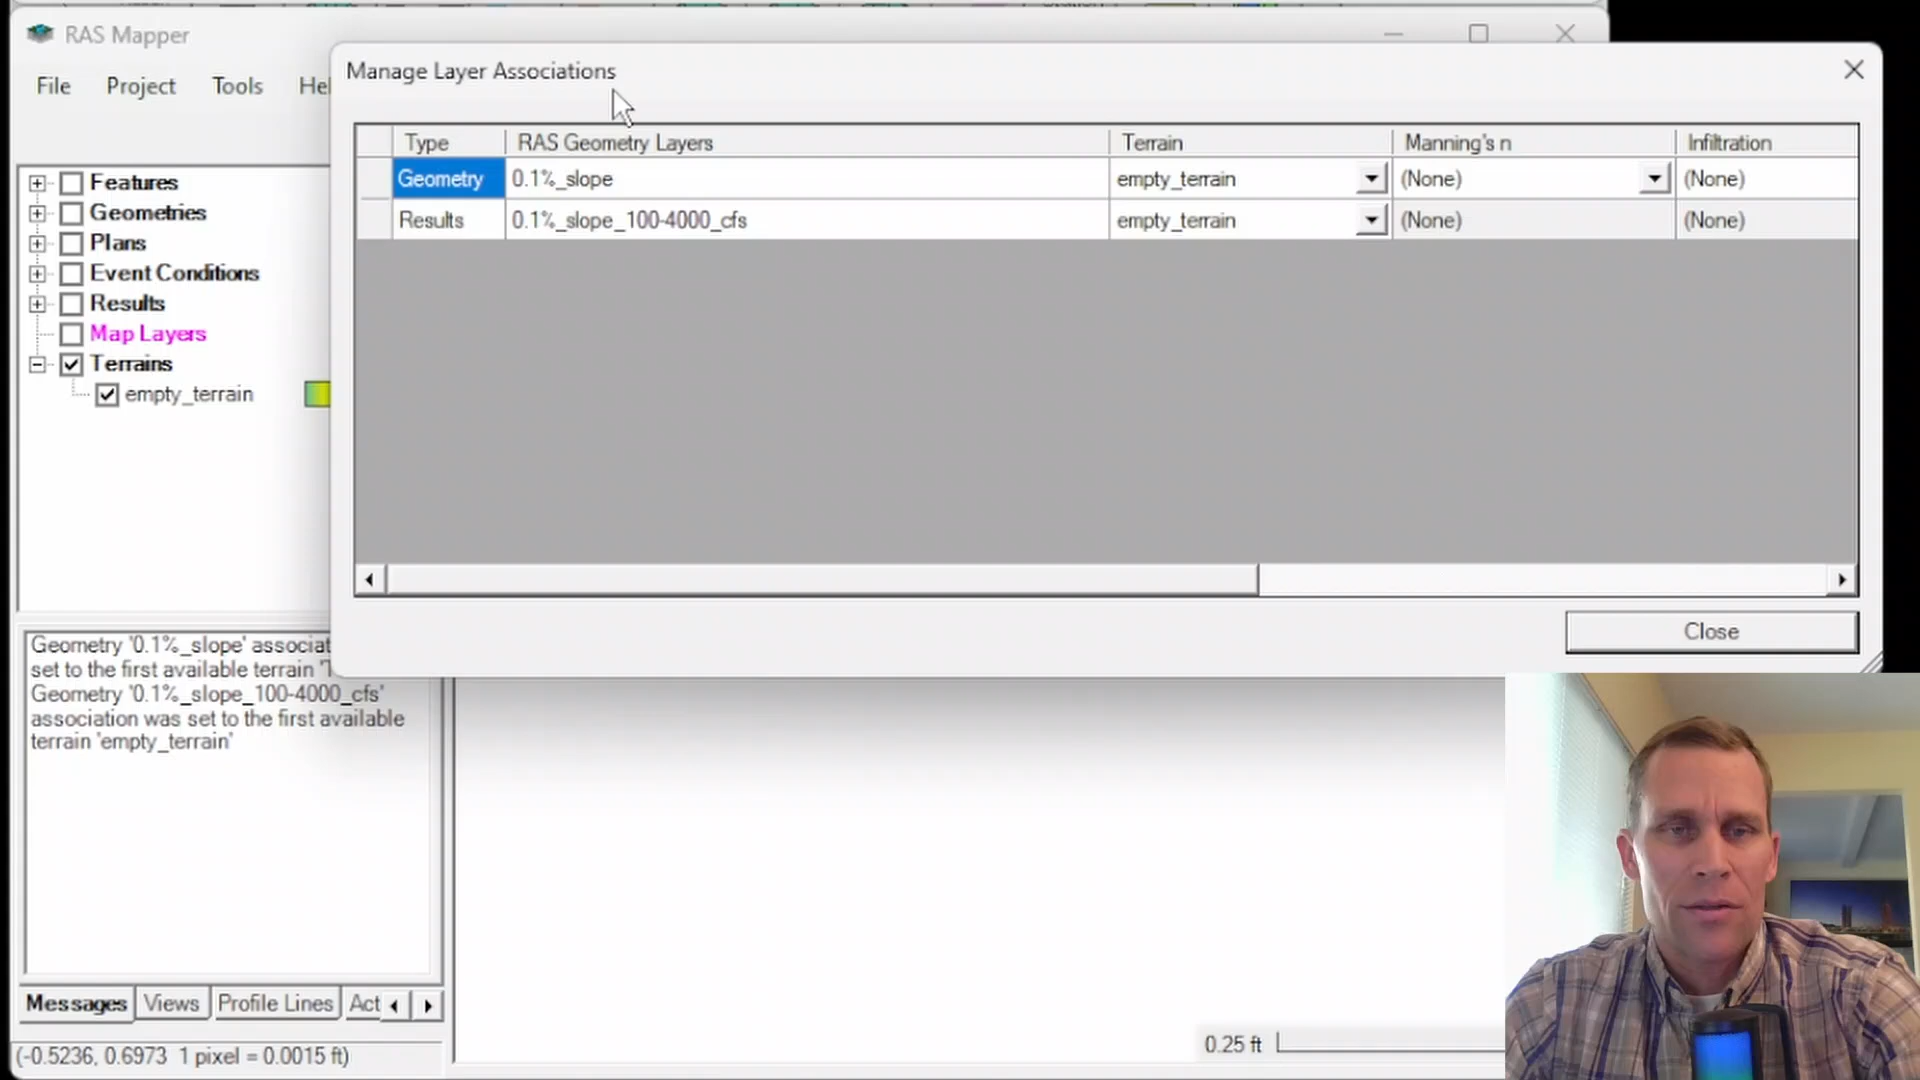 RAS Mapper
File Project Tools Hel
Manage Layer Associations
Type RAS Geometry Layers Terrain Manning's n Infiltration
Geometry 0.1%_slope empty_terrain (None) (None)
Results 0.1%_slope_100-4000_cfs empty_terrain (None) (None)
Close
Features
Geometries
Plans
Event Conditions
Results
Map Layers
Terrains
empty_terrain
Geometry '0.1%_slope' associat
set to the first available terrain 'T
Geometry '0.1%_slope_100-4000_cfs'
association was set to the first available
terrain 'empty_terrain'
Messages Views Profile Lines Act
(-0.5236, 0.6973 1 pixel = 0.0015 ft)
0.25 ft